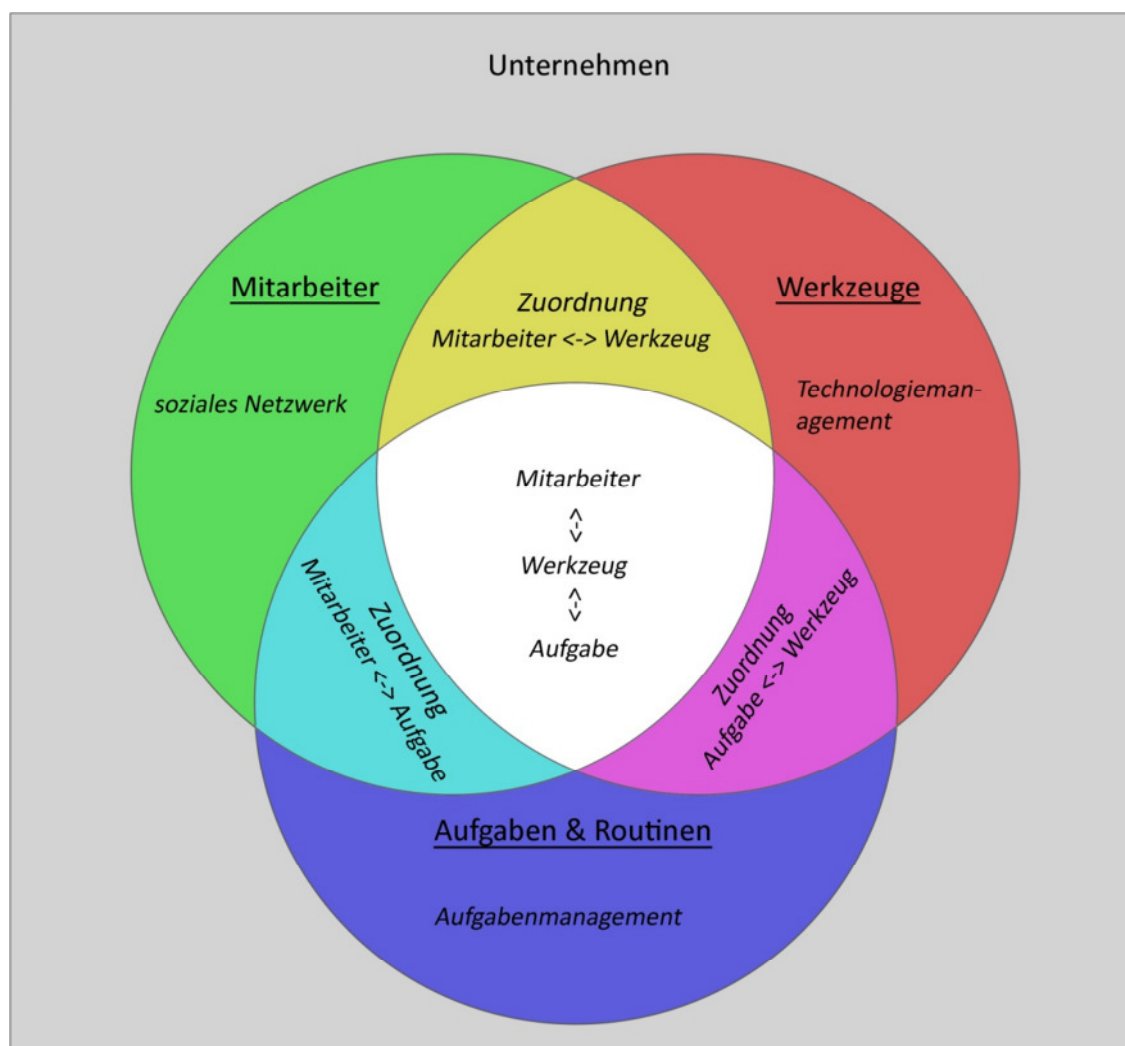 Unternehmen
Mitarbeiter
soziales Netzwerk
Zuordnung
Mitarbeiter <-> Werkzeug
Werkzeuge
Technologieman-
agement
Mitarbeiter
<-->
Werkzeug
<-->
Aufgabe
Zuordnung
Mitarbeiter <-> Aufgabe
Zuordnung
Aufgabe <-> Werkzeug
Aufgaben & Routinen
Aufgabenmanagement